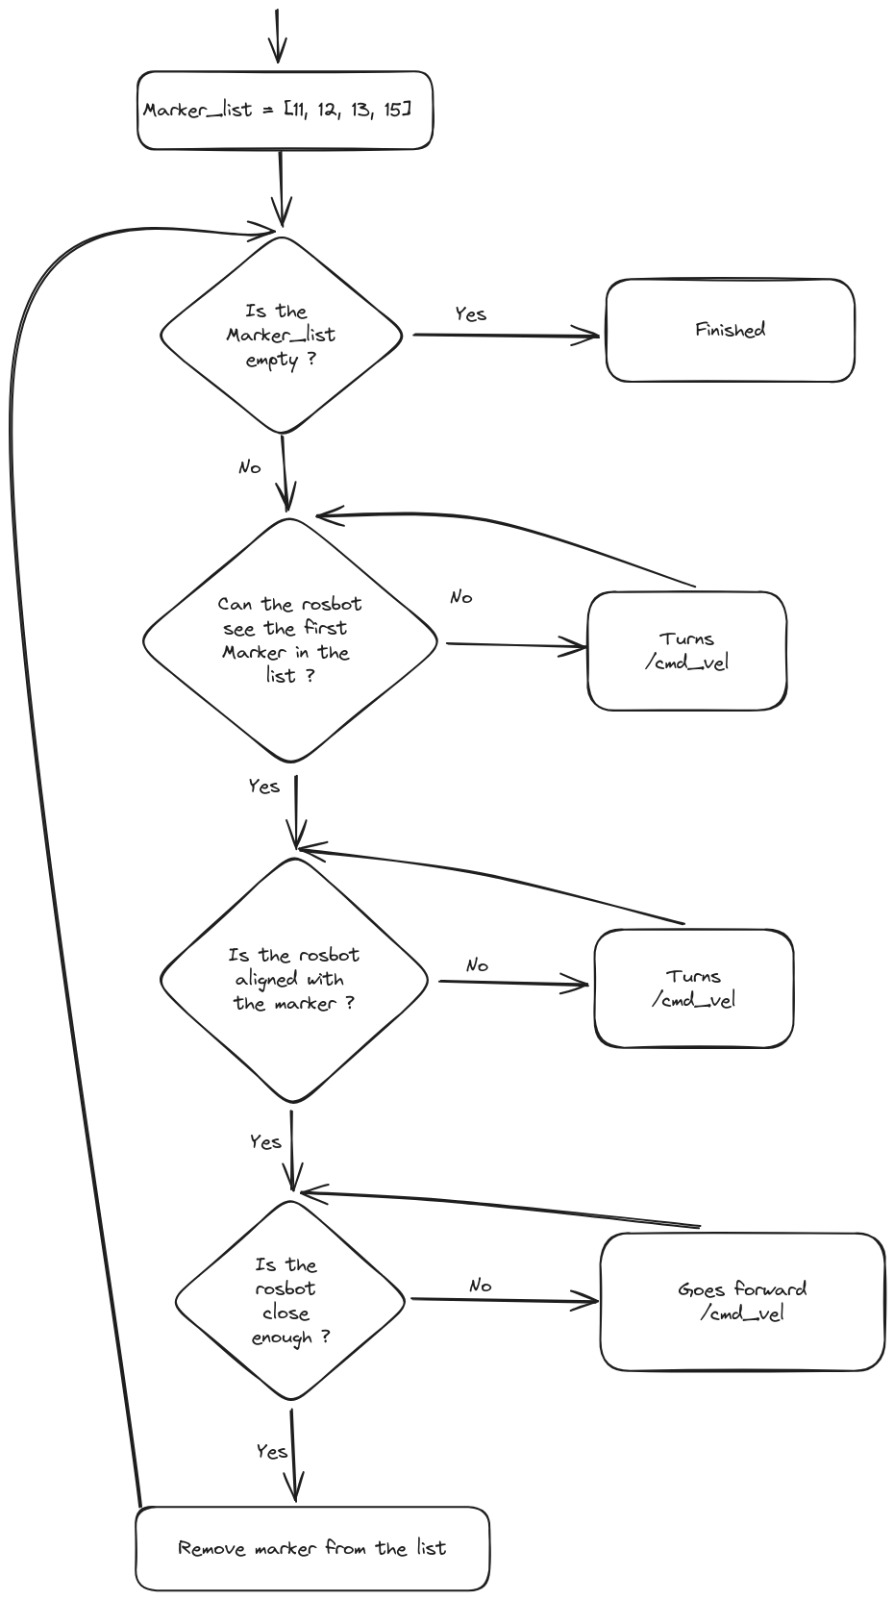 Marker_list = [11, 12, 13, 15]
Is the
Marker_list
empty ?
Yes
Finished
No
Can the rosbot
see the first
Marker in the
list ?
No
Turns
/cmd_vel
Yes
Is the rosbot
aligned with
the marker ?
No
Turns
/cmd_vel
Yes
Is the
rosbot
close
enough ?
No
Goes forward
/cmd_vel
Yes
Remove marker from the list